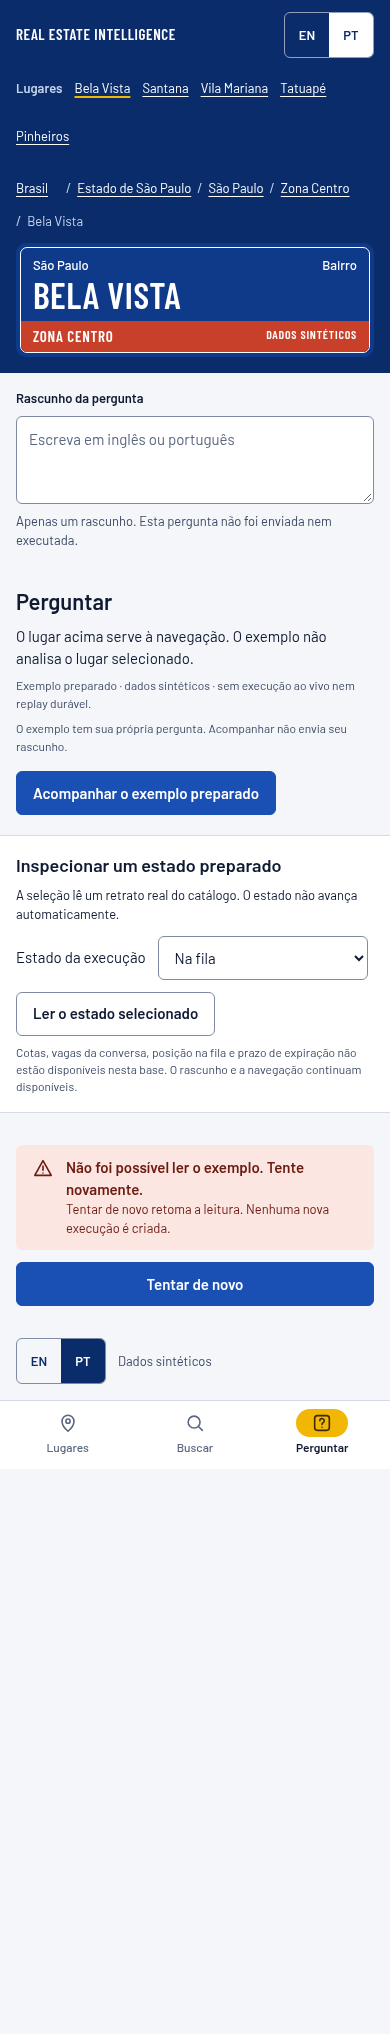 REAL ESTATE INTELLIGENCE
EN PT
Lugares Bela Vista Santana Vila Mariana Tatuapé
Pinheiros
Brasil / Estado de São Paulo / São Paulo / Zona Centro
/ Bela Vista
São Paulo Bairro
BELA VISTA
ZONA CENTRO DADOS SINTÉTICOS
Rascunho da pergunta
Escreva em inglês ou português
Apenas um rascunho. Esta pergunta não foi enviada nem
executada.
Perguntar
O lugar acima serve à navegação. O exemplo não
analisa o lugar selecionado.
Exemplo preparado · dados sintéticos · sem execução ao vivo nem
replay durável.
O exemplo tem sua própria pergunta. Acompanhar não envia seu
rascunho.
Acompanhar o exemplo preparado
Inspecionar um estado preparado
A seleção lê um retrato real do catálogo. O estado não avança
automaticamente.
Estado da execução Na fila
Ler o estado selecionado
Cotas, vagas da conversa, posição na fila e prazo de expiração não
estão disponíveis nesta base. O rascunho e a navegação continuam
disponíveis.
Não foi possível ler o exemplo. Tente
novamente.
Tentar de novo retoma a leitura. Nenhuma nova
execução é criada.
Tentar de novo
EN PT Dados sintéticos
Lugares Buscar Perguntar